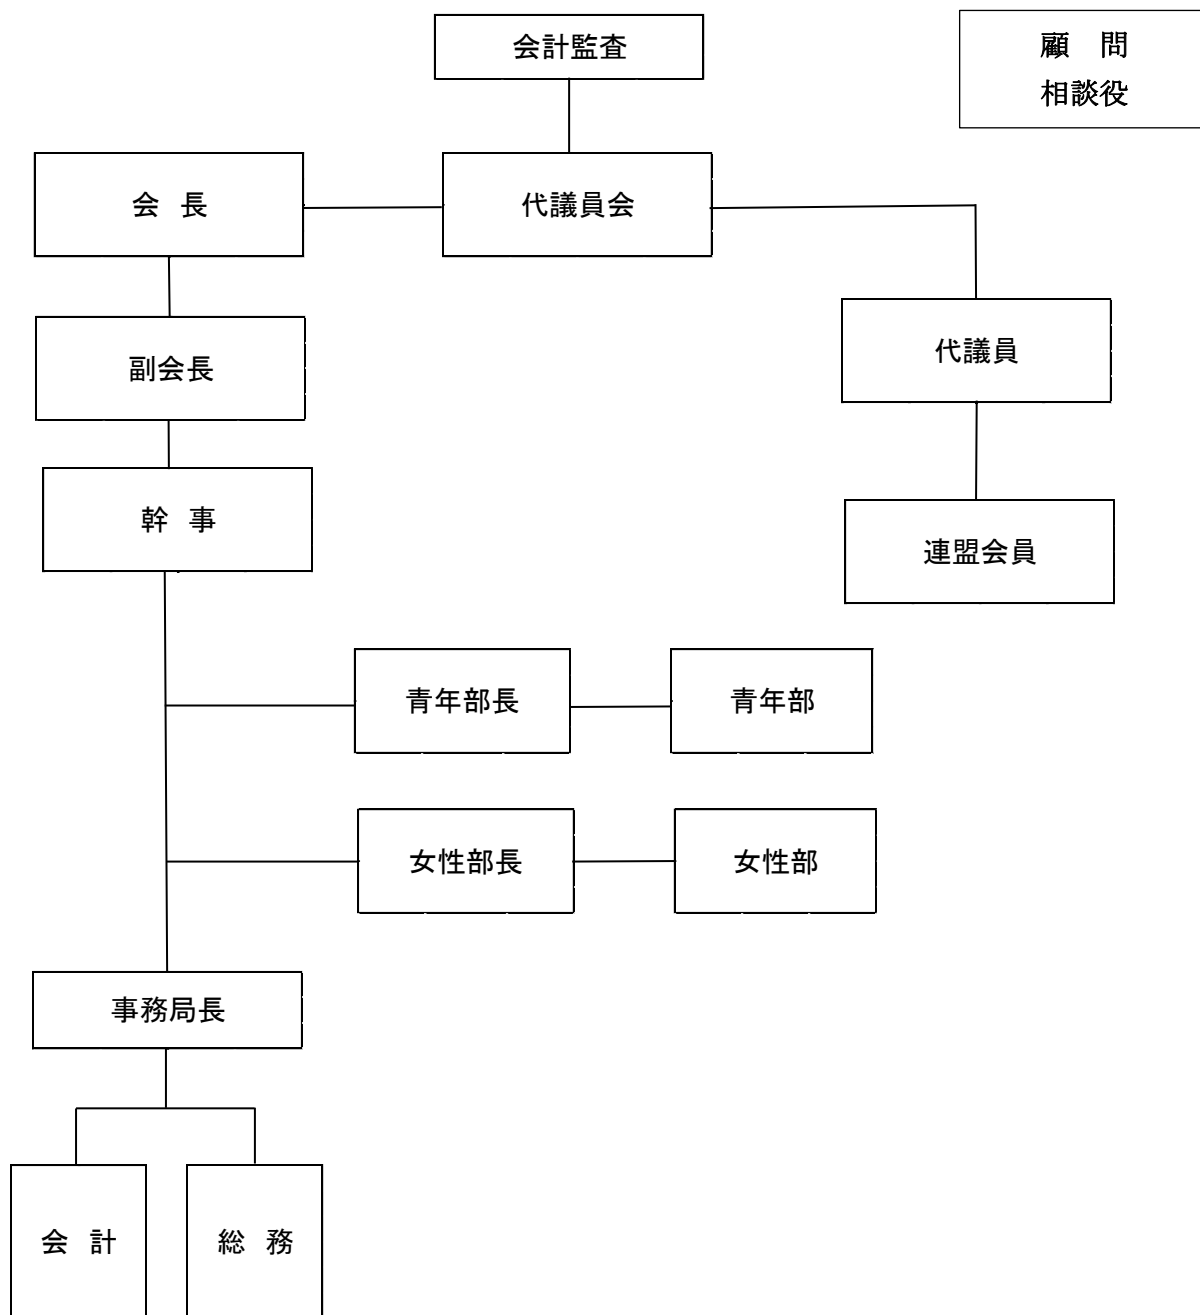 会計監査
顧　問
相談役
会　長
代議員会
副会長
代議員
幹　事
連盟会員
青年部長
青年部
女性部長
女性部
事務局長
会　計
総　務